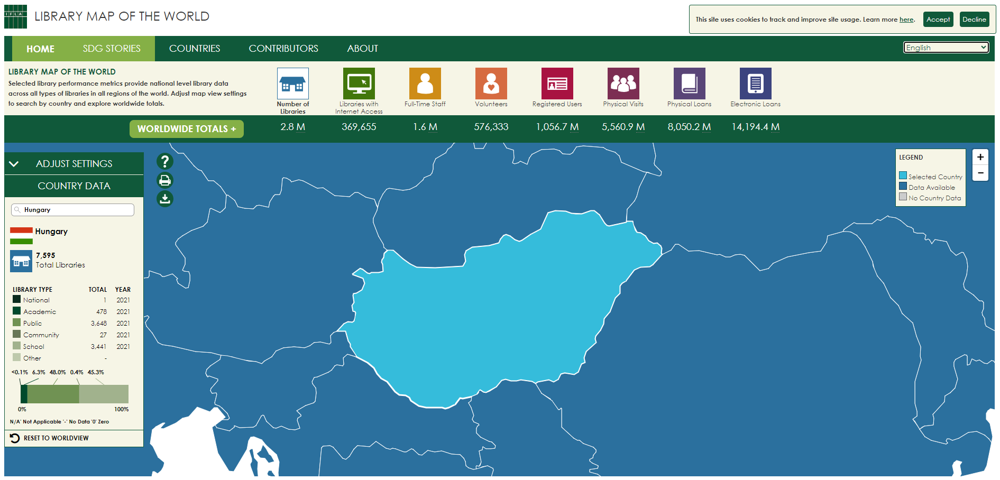 IFLA
LIBRARY MAP OF THE WORLD
This site uses cookies to track and improve site usage. Learn more here.
Accept
Decline
HOME
SDG STORIES
COUNTRIES
CONTRIBUTORS
ABOUT
English
LIBRARY MAP OF THE WORLD
Selected library performance metrics provide national level library data
across all types of libraries in all regions of the world. Adjust map view settings
to search by country and explore worldwide totals.
Number of
Libraries
Libraries with
Internet Access
Full-Time Staff
Volunteers
Registered Users
Physical Visits
Physical Loans
Electronic Loans
WORLDWIDE TOTALS +
2.8 M
369,655
1.6 M
576,333
1,056.7 M
5,560.9 M
8,050.2 M
14,194.4 M
ADJUST SETTINGS
COUNTRY DATA
Hungary
Hungary
7,595
Total Libraries
LIBRARY TYPE TOTAL YEAR
National 1 2021
Academic 478 2021
Public 3,648 2021
Community 27 2021
School 3,441 2021
Other -
<0.1% 6.3% 48.0% 0.4% 45.3%
0% 100%
N/A' Not Applicable '-' No Data '0' Zero
RESET TO WORLDVIEW
?
LEGEND
Selected Country
Data Available
No Country Data
+
−